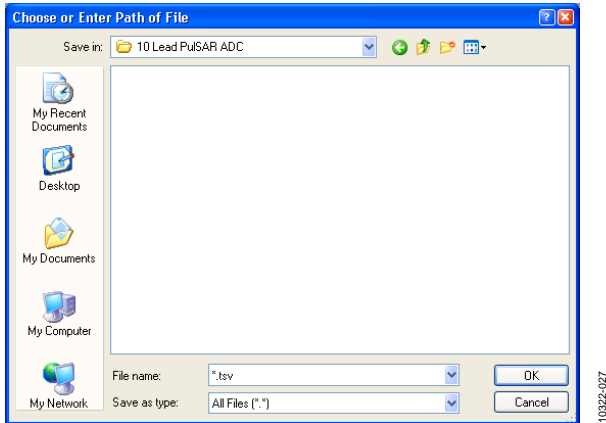 Choose or Enter Path of File
Save in:
10 Lead PulSAR ADC
My Recent
Documents
Desktop
My Documents
My Computer
My Network
File name:
*.tsv
OK
Save as type:
All Files (*.*)
Cancel
10322-027